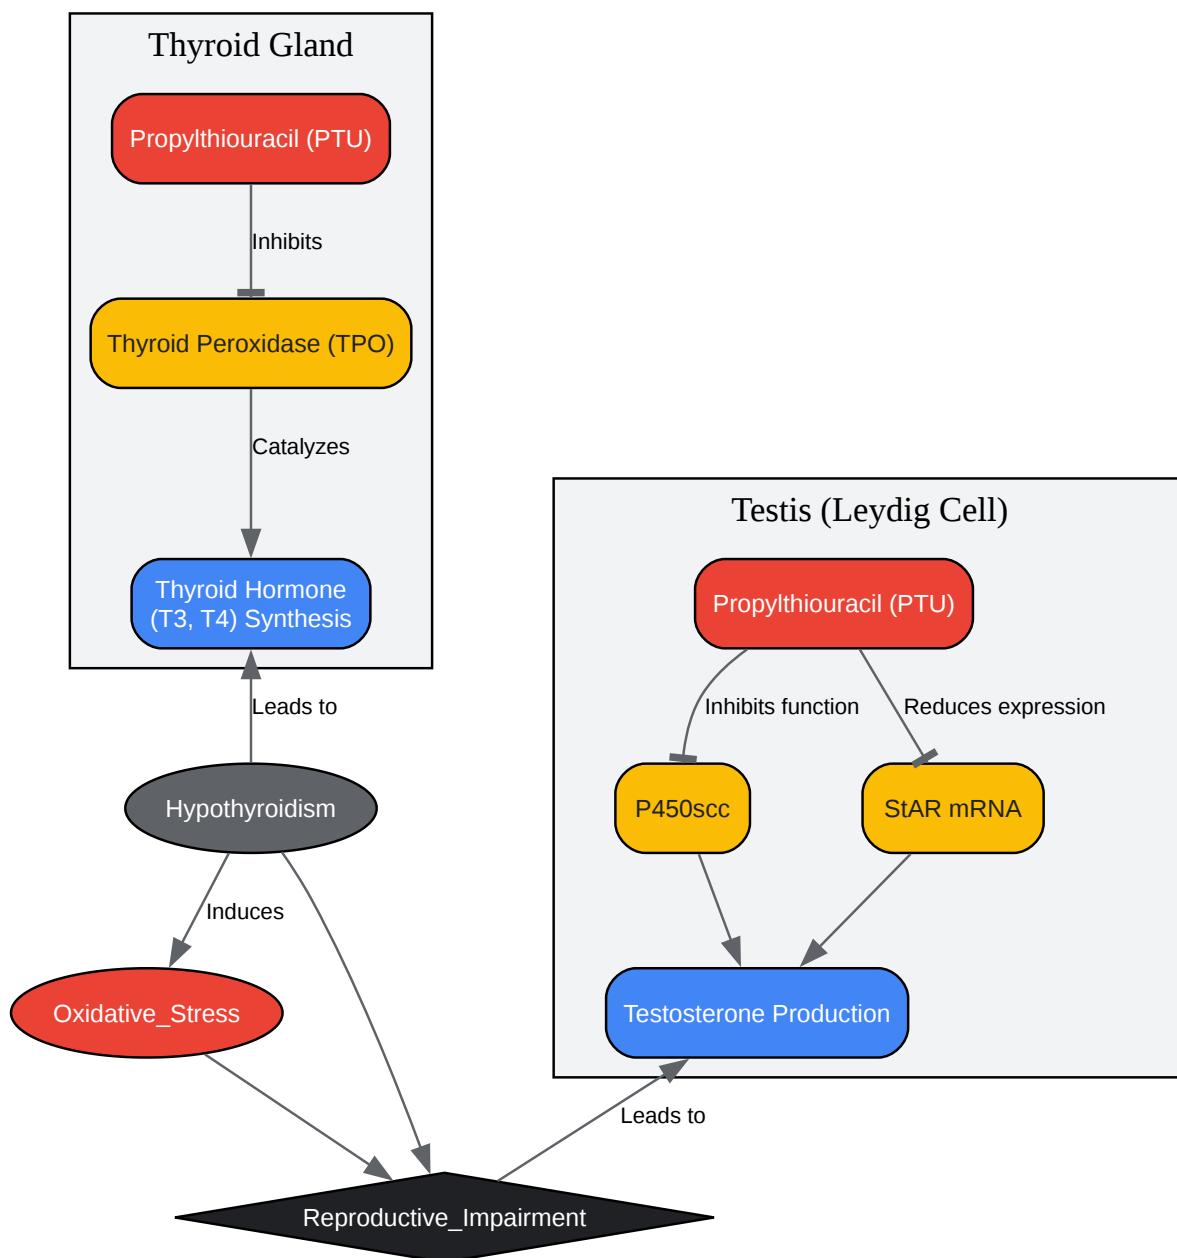 Thyroid Gland
Propylthiouracil (PTU)
Inhibits
Thyroid Peroxidase (TPO)
Catalyzes
Thyroid Hormone
(T3, T4) Synthesis
Leads to
Hypothyroidism
Induces
Oxidative_Stress
Reproductive_Impairment
Leads to
Testis (Leydig Cell)
Propylthiouracil (PTU)
Inhibits function
Reduces expression
P450scc
StAR mRNA
Testosterone Production